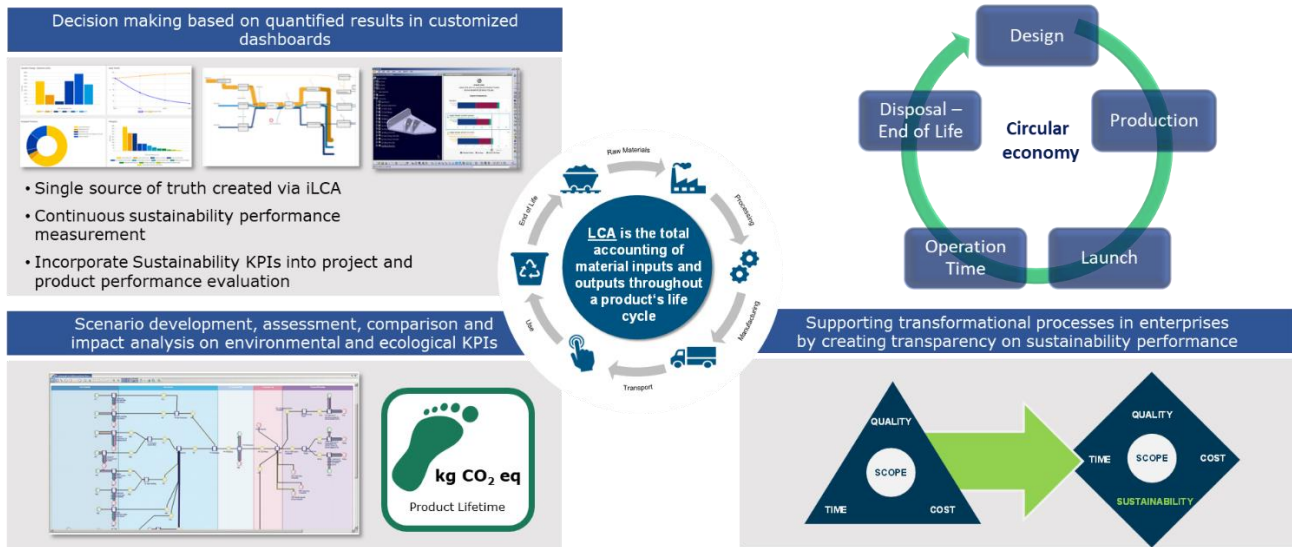 Decision making based on quantified results in customized
dashboards
• Single source of truth created via iLCA
• Continuous sustainability performance
measurement
• Incorporate Sustainability KPIs into project and
product performance evaluation
Raw Materials
Processing
Manufacturing
Transport
Use
End of Life
LCA is the total
accounting of
material inputs and
outputs throughout
a product's life
cycle
Design
Production
Launch
Operation
Time
Disposal –
End of Life
Circular
economy
Scenario development, assessment, comparison and
impact analysis on environmental and ecological KPIs
kg CO₂ eq
Product Lifetime
Supporting transformational processes in enterprises
by creating transparency on sustainability performance
QUALITY
SCOPE
TIME
COST
QUALITY
TIME
SCOPE
COST
SUSTAINABILITY